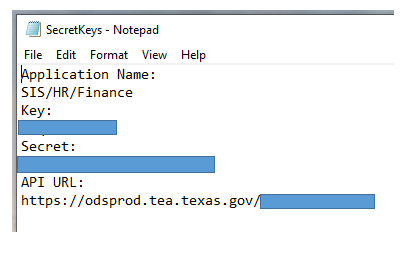 SecretKeys - Notepad
File Edit Format View Help
Application Name:
SIS/HR/Finance
Key:
Secret:
API URL:
https://odsprod.tea.texas.gov/